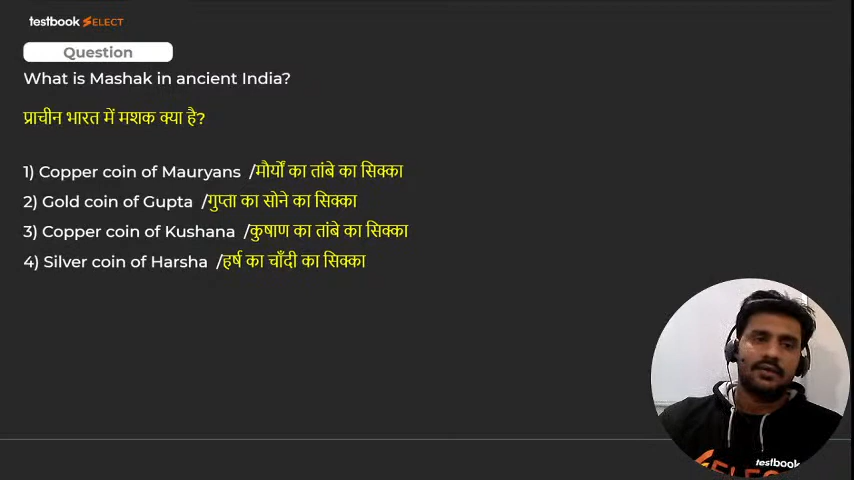 testbook SELECT
Question
What is Mashak in ancient India?
प्राचीन भारत में मशक क्या है?
1) Copper coin of Mauryans /मौर्यों का तांबे का सिक्का
2) Gold coin of Gupta /गुप्ता का सोने का सिक्का
3) Copper coin of Kushana /कुषाण का तांबे का सिक्का
4) Silver coin of Harsha /हर्ष का चाँदी का सिक्का
testbook
SELEC